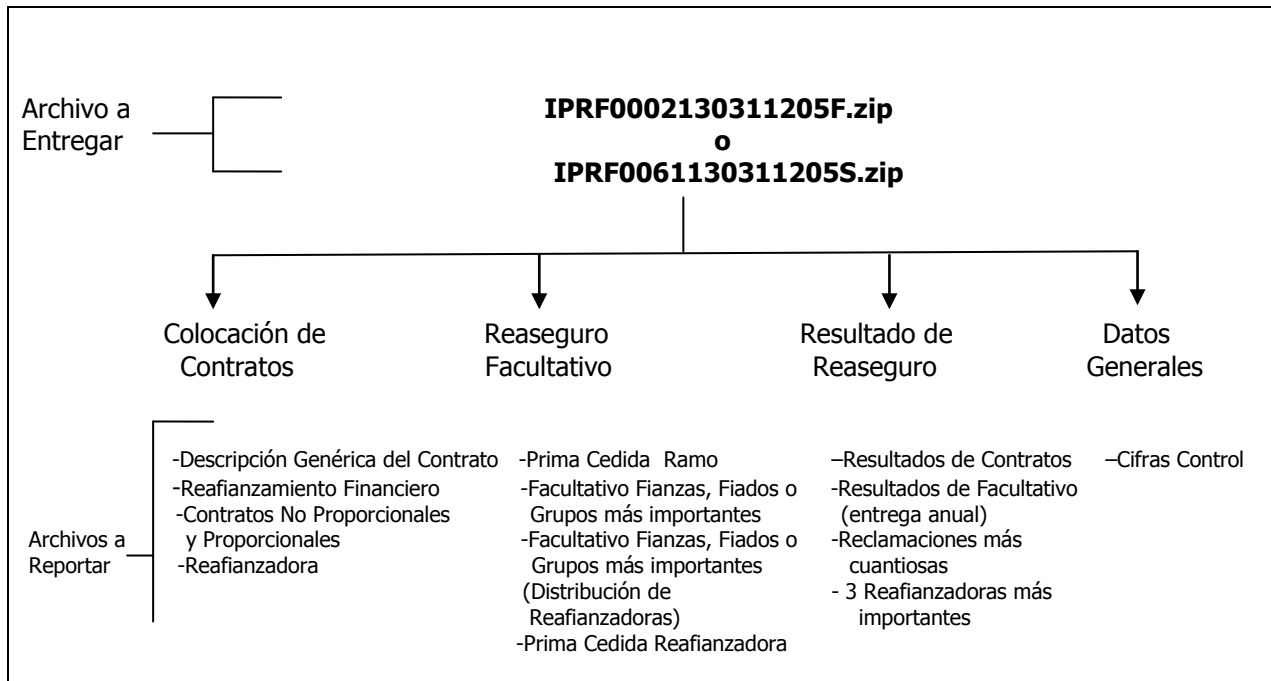 Archivo a
Entregar
IPRF0002130311205F.zip
o
IPRF0061130311205S.zip
Colocación de
Contratos
Reaseguro
Facultativo
Resultado de
Reaseguro
Datos
Generales
Archivos a
Reportar
-Descripción Genérica del Contrato
-Reafianzamiento Financiero
-Contratos No Proporcionales
y Proporcionales
-Reafianzadora
-Prima Cedida Ramo
-Facultativo Fianzas, Fiados o
Grupos más importantes
-Facultativo Fianzas, Fiados o
Grupos más importantes
(Distribución de
Reafianzadoras)
-Prima Cedida Reafianzadora
–Resultados de Contratos
-Resultados de Facultativo
(entrega anual)
-Reclamaciones más
cuantiosas
- 3 Reafianzadoras más
importantes
–Cifras Control